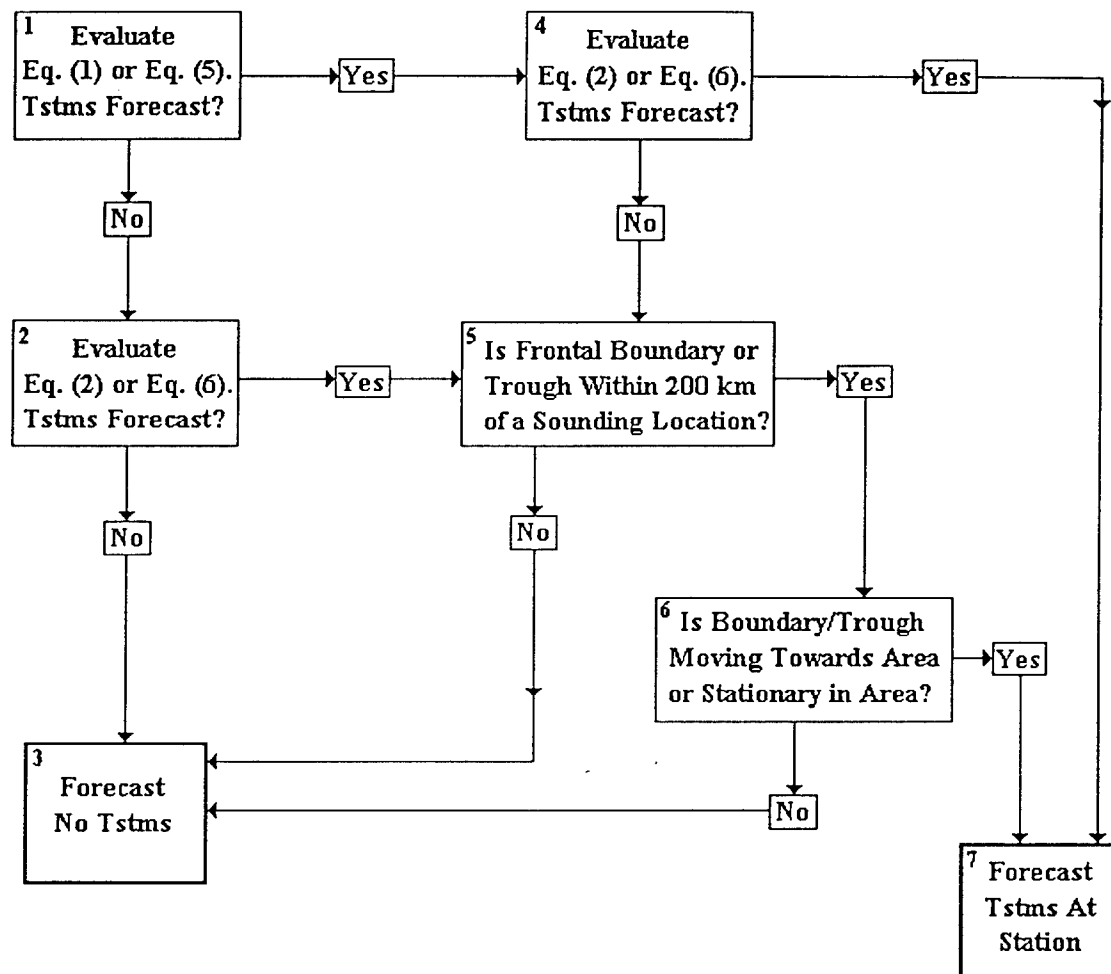 1
Evaluate
Eq. (1) or Eq. (5).
Tstms Forecast?
Yes
4
Evaluate
Eq. (2) or Eq. (6).
Tstms Forecast?
Yes
No
No
2
Evaluate
Eq. (2) or Eq. (6).
Tstms Forecast?
Yes
5
Is Frontal Boundary or
Trough Within 200 km
of a Sounding Location?
Yes
No
No
6
Is Boundary/Trough
Moving Towards Area
or Stationary in Area?
Yes
3
Forecast
No Tstms
No
7
Forecast
Tstms At
Station